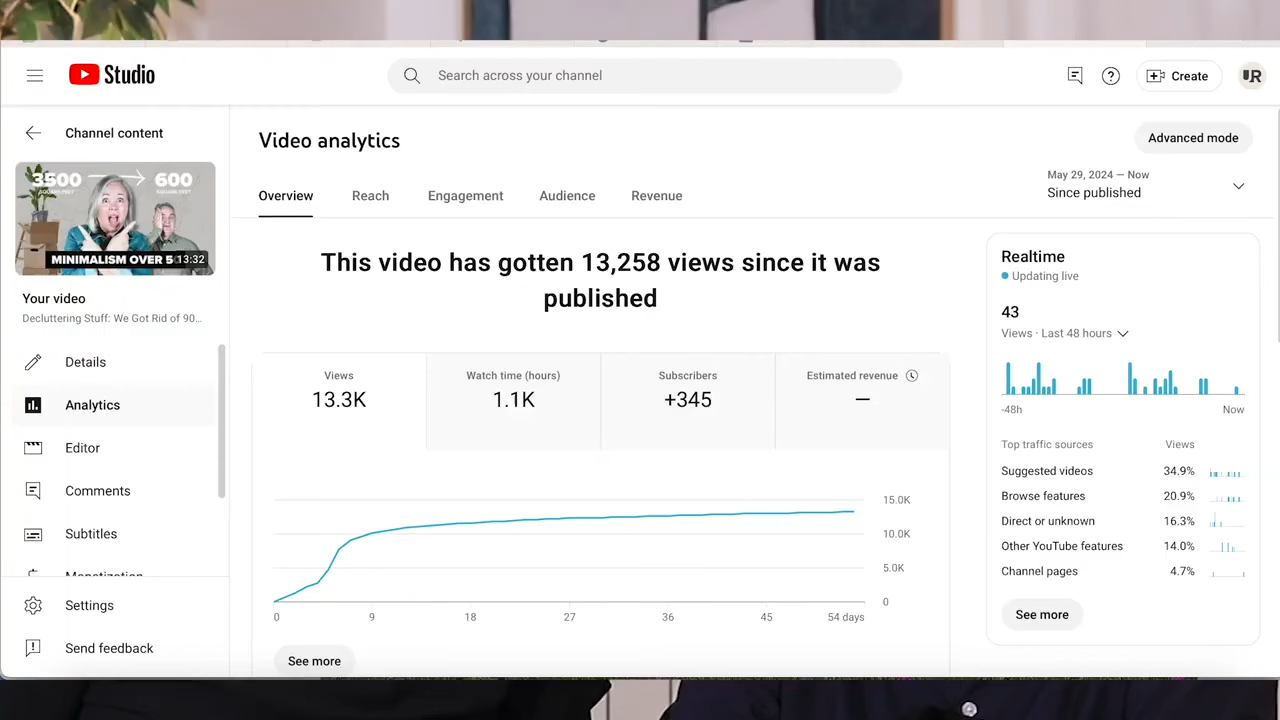 Studio
Search across your channel
Create
UR
Channel content
3500
600
MINIMALISM OVER 5
13:32
Your video
Decluttering Stuff: We Got Rid of 90...
Details
Analytics
Editor
Comments
Subtitles
Monetization
Settings
Send feedback
Video analytics
Advanced mode
Overview
Reach
Engagement
Audience
Revenue
May 29, 2024 — Now
Since published
This video has gotten 13,258 views since it was
published
Views
13.3K
Watch time (hours)
1.1K
Subscribers
+345
Estimated revenue
—
15.0K
10.0K
5.0K
0
0 9 18 27 36 45 54 days
See more
Realtime
Updating live
43
Views · Last 48 hours
-48h Now
Top traffic sources Views
Suggested videos 34.9%
Browse features 20.9%
Direct or unknown 16.3%
Other YouTube features 14.0%
Channel pages 4.7%
See more